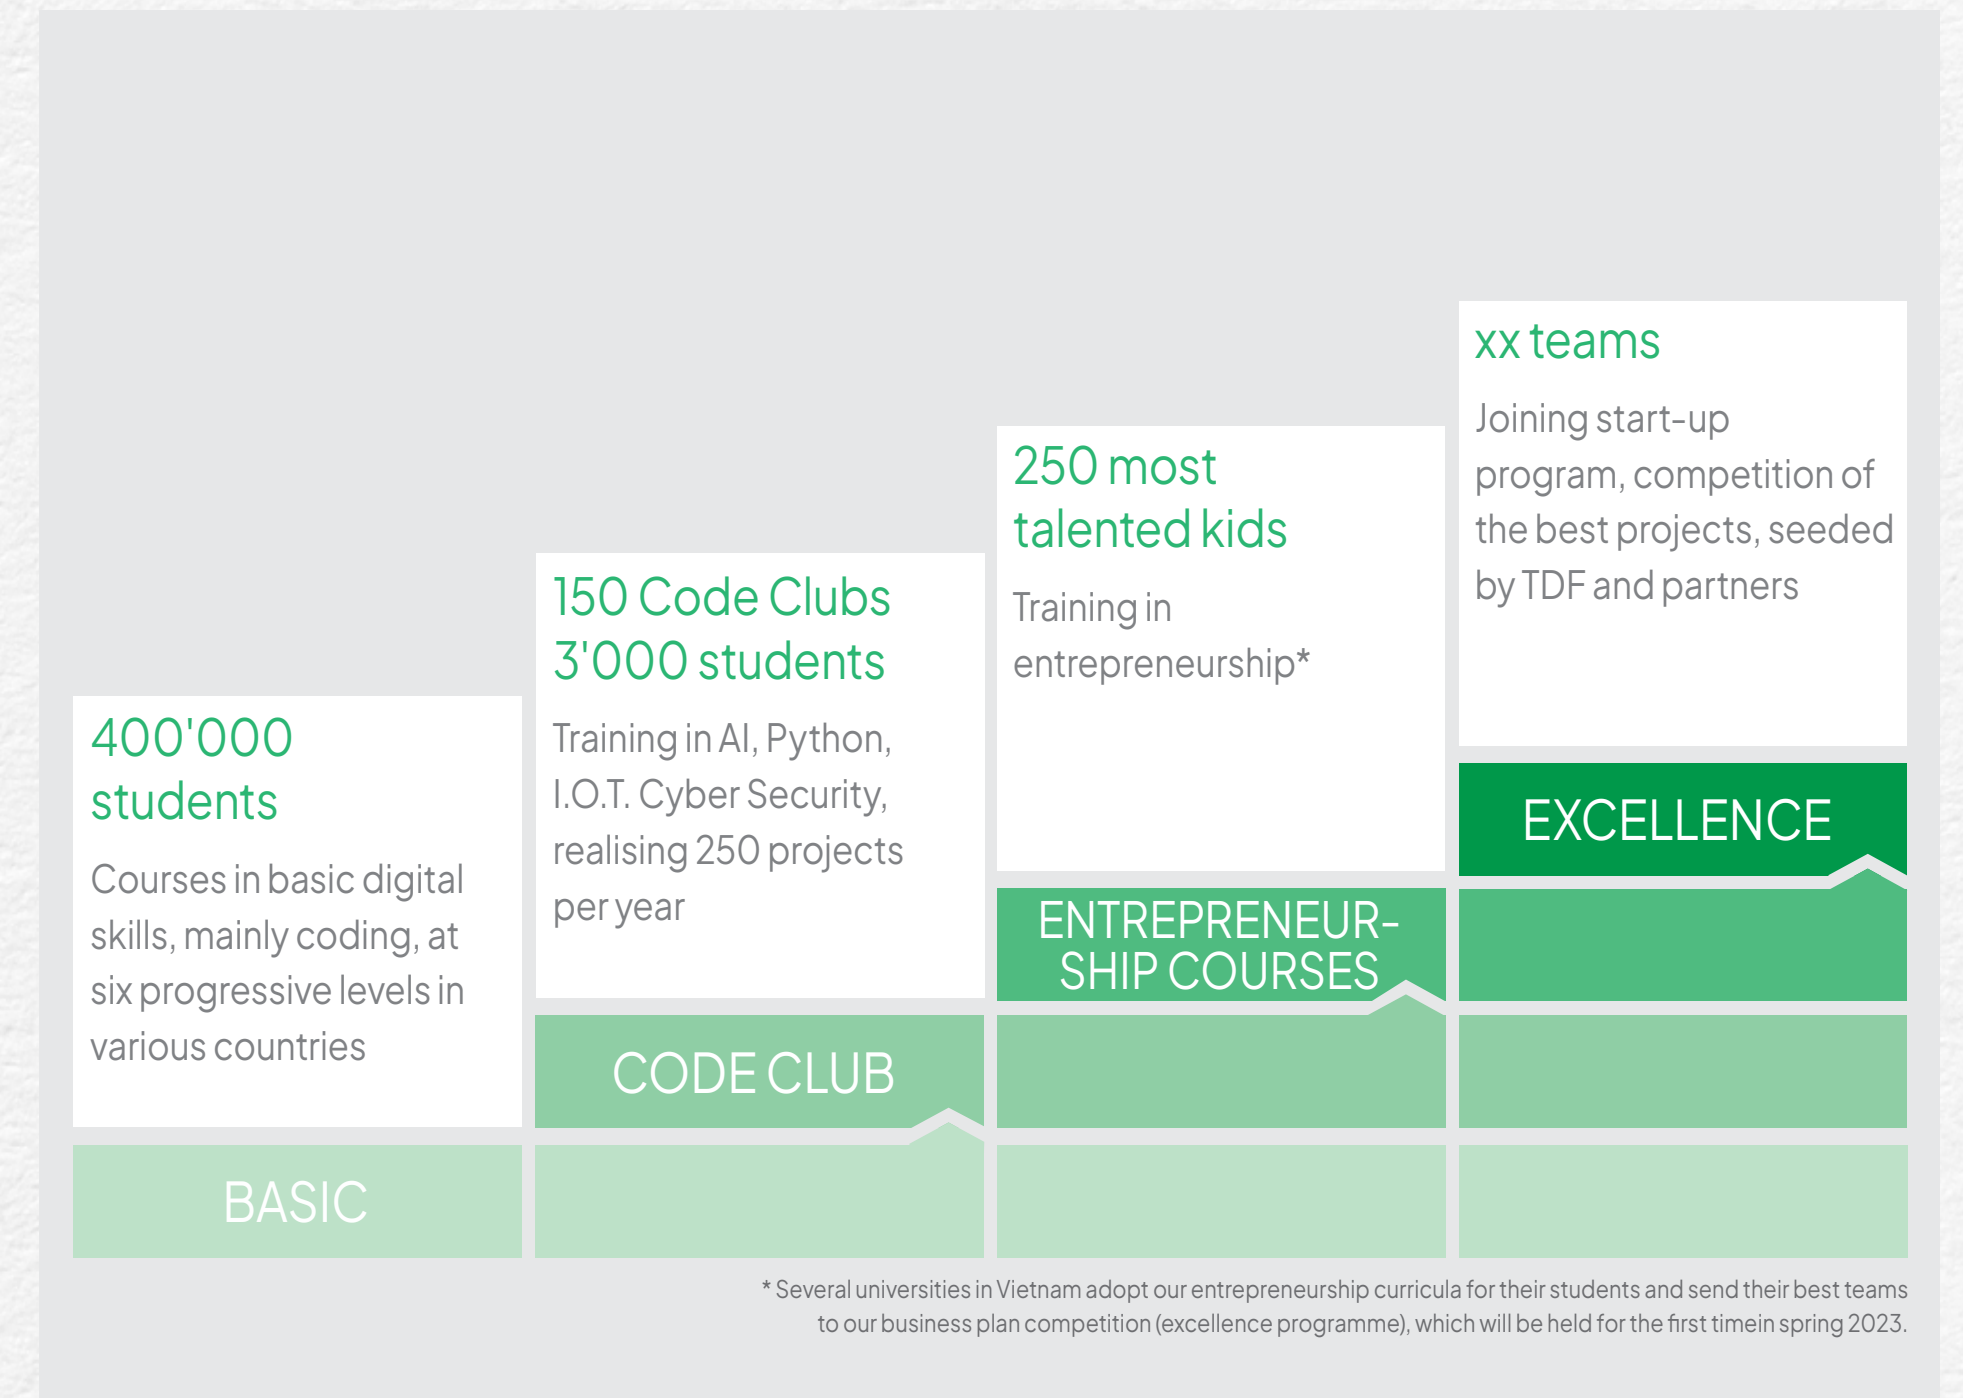 400'000
students
Courses in basic digital
skills, mainly coding, at
six progressive levels in
various countries
BASIC
150 Code Clubs
3'000 students
Training in AI, Python,
I.O.T. Cyber Security,
realising 250 projects
per year
CODE CLUB
250 most
talented kids
Training in
entrepreneurship*
ENTREPRENEUR-
SHIP COURSES
xx teams
Joining start-up
program, competition of
the best projects, seeded
by TDF and partners
EXCELLENCE
* Several universities in Vietnam adopt our entrepreneurship curricula for their students and send their best teams
to our business plan competition (excellence programme), which will be held for the first timein spring 2023.